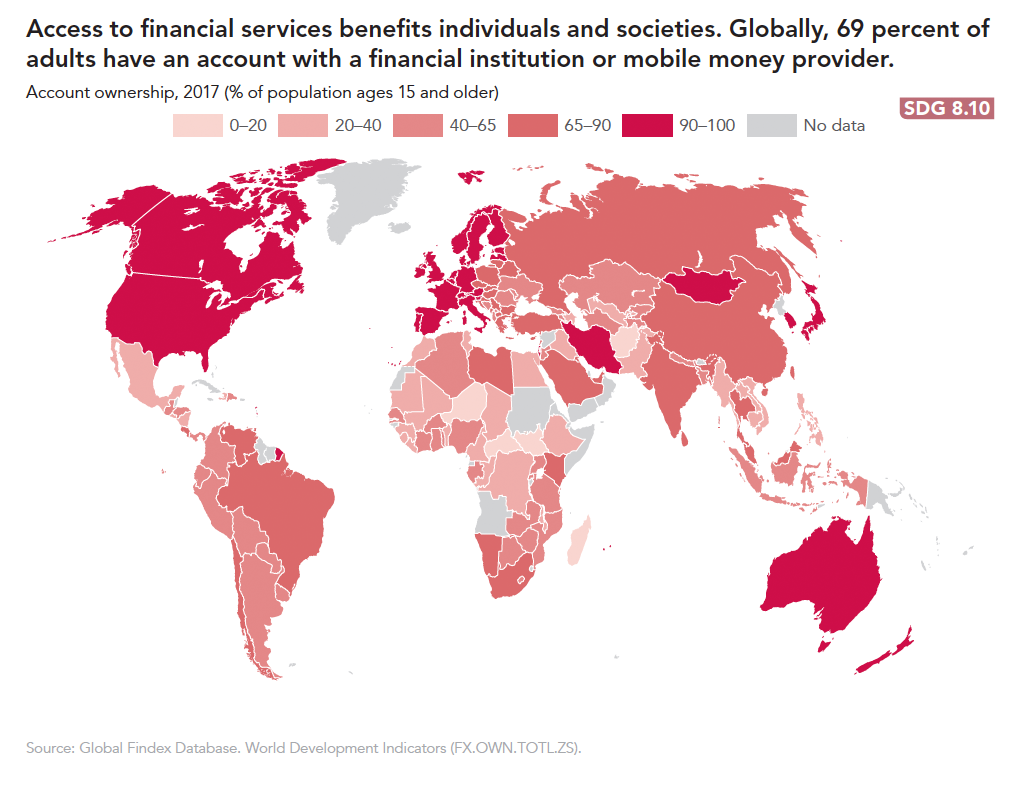 Access to financial services benefits individuals and societies. Globally, 69 percent of
adults have an account with a financial institution or mobile money provider.
Account ownership, 2017 (% of population ages 15 and older)
SDG 8.10
0–20 20–40 40–65 65–90 90–100 No data
Source: Global Findex Database. World Development Indicators (FX.OWN.TOTL.ZS).